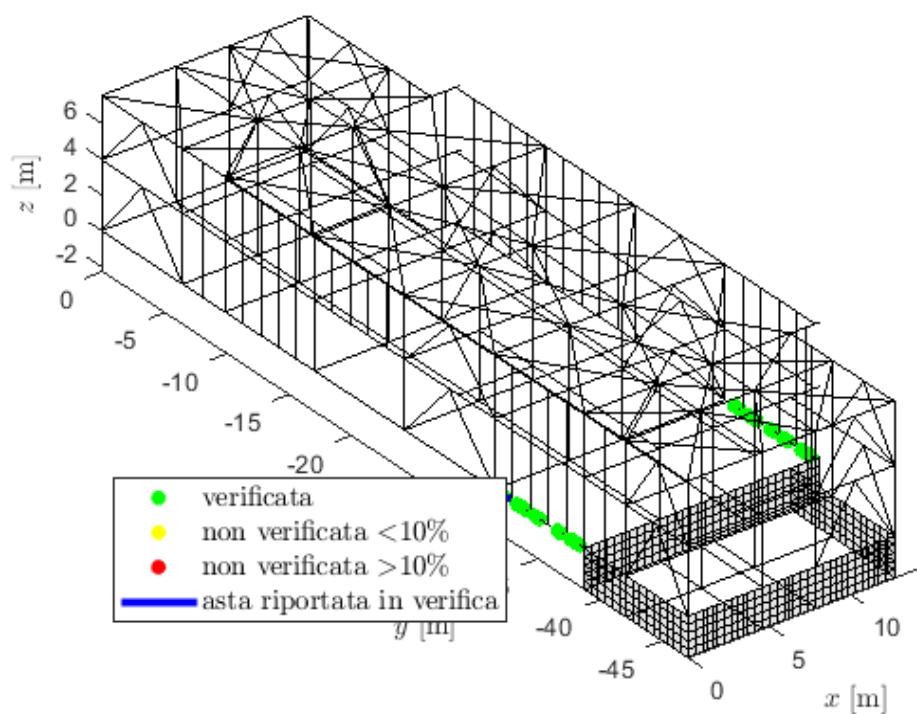 6
4
2
0
-2
z [m]
0
-5
-10
-15
-20
verificata
non verificata <10%
non verificata >10%
asta riportata in verifica
y [m]
-40
-45
0
5
10
x [m]